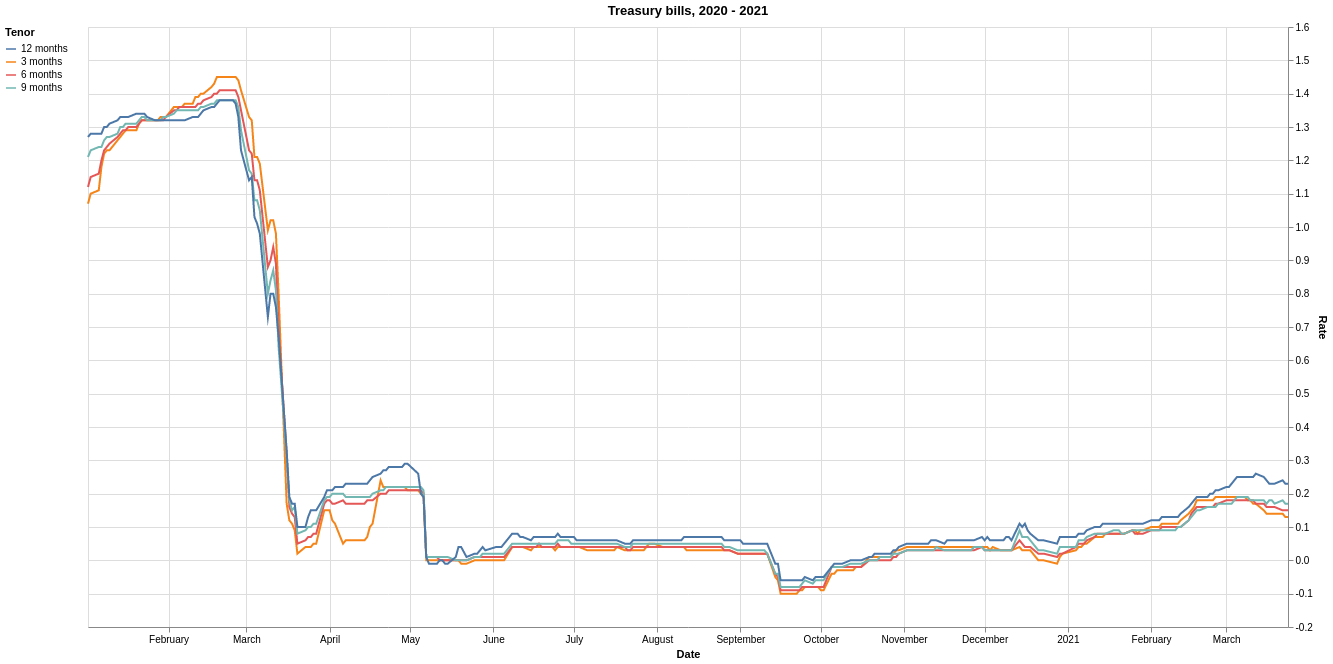 Treasury bills, 2020 - 2021
Tenor
12 months
3 months
6 months
9 months
1.6
1.5
1.4
1.3
1.2
1.1
1.0
0.9
0.8
0.7
0.6
0.5
0.4
0.3
0.2
0.1
0.0
-0.1
-0.2
Rate
February March April May June July August September October November December 2021 February March
Date